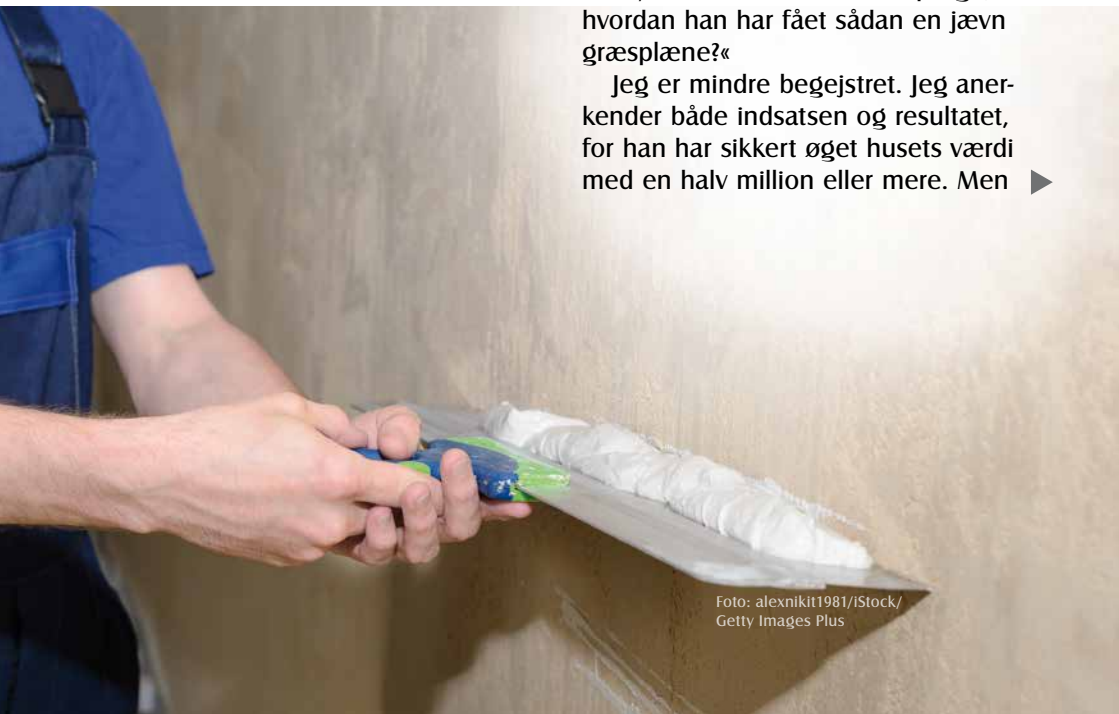 hvordan han har fået sådan en jævn
græsplæne?«
Jeg er mindre begejstret. Jeg aner-
kender både indsatsen og resultatet,
for han har sikkert øget husets værdi
med en halv million eller mere. Men
Foto: alexnikit1981/iStock/
Getty Images Plus